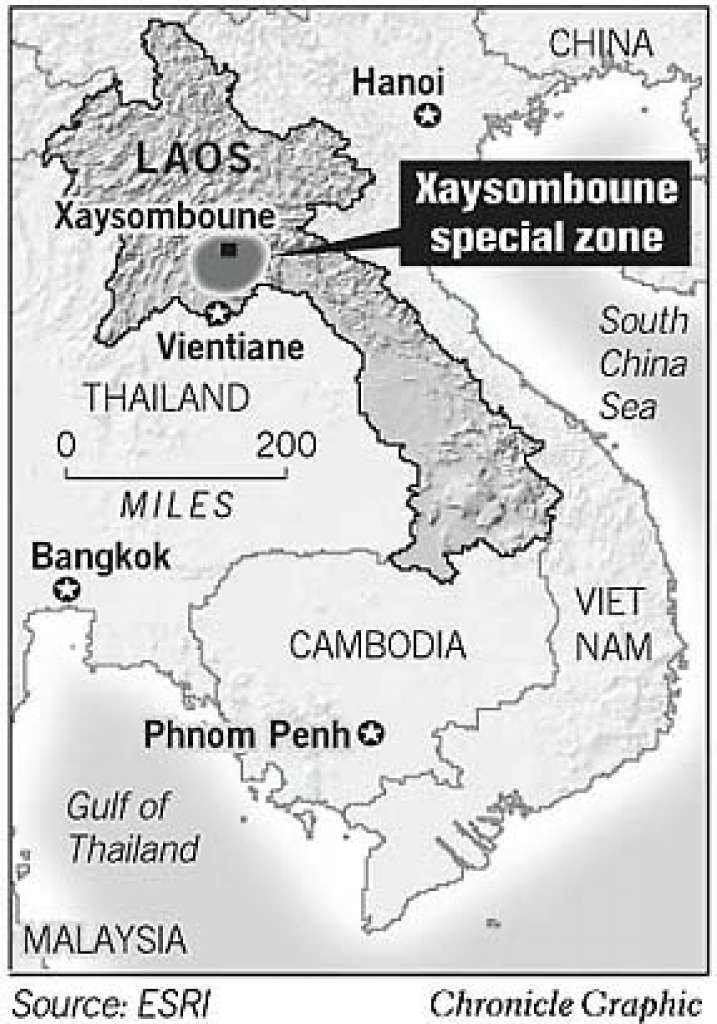 CHINA
Hanoi
LAOS
Xaysomboune
special zone
Xaysomboune
Vientiane
South
China
Sea
THAILAND
0 200
MILES
Bangkok
VIET
NAM
CAMBODIA
Phnom Penh
Gulf of
Thailand
MALAYSIA
Source: ESRI Chronicle Graphic